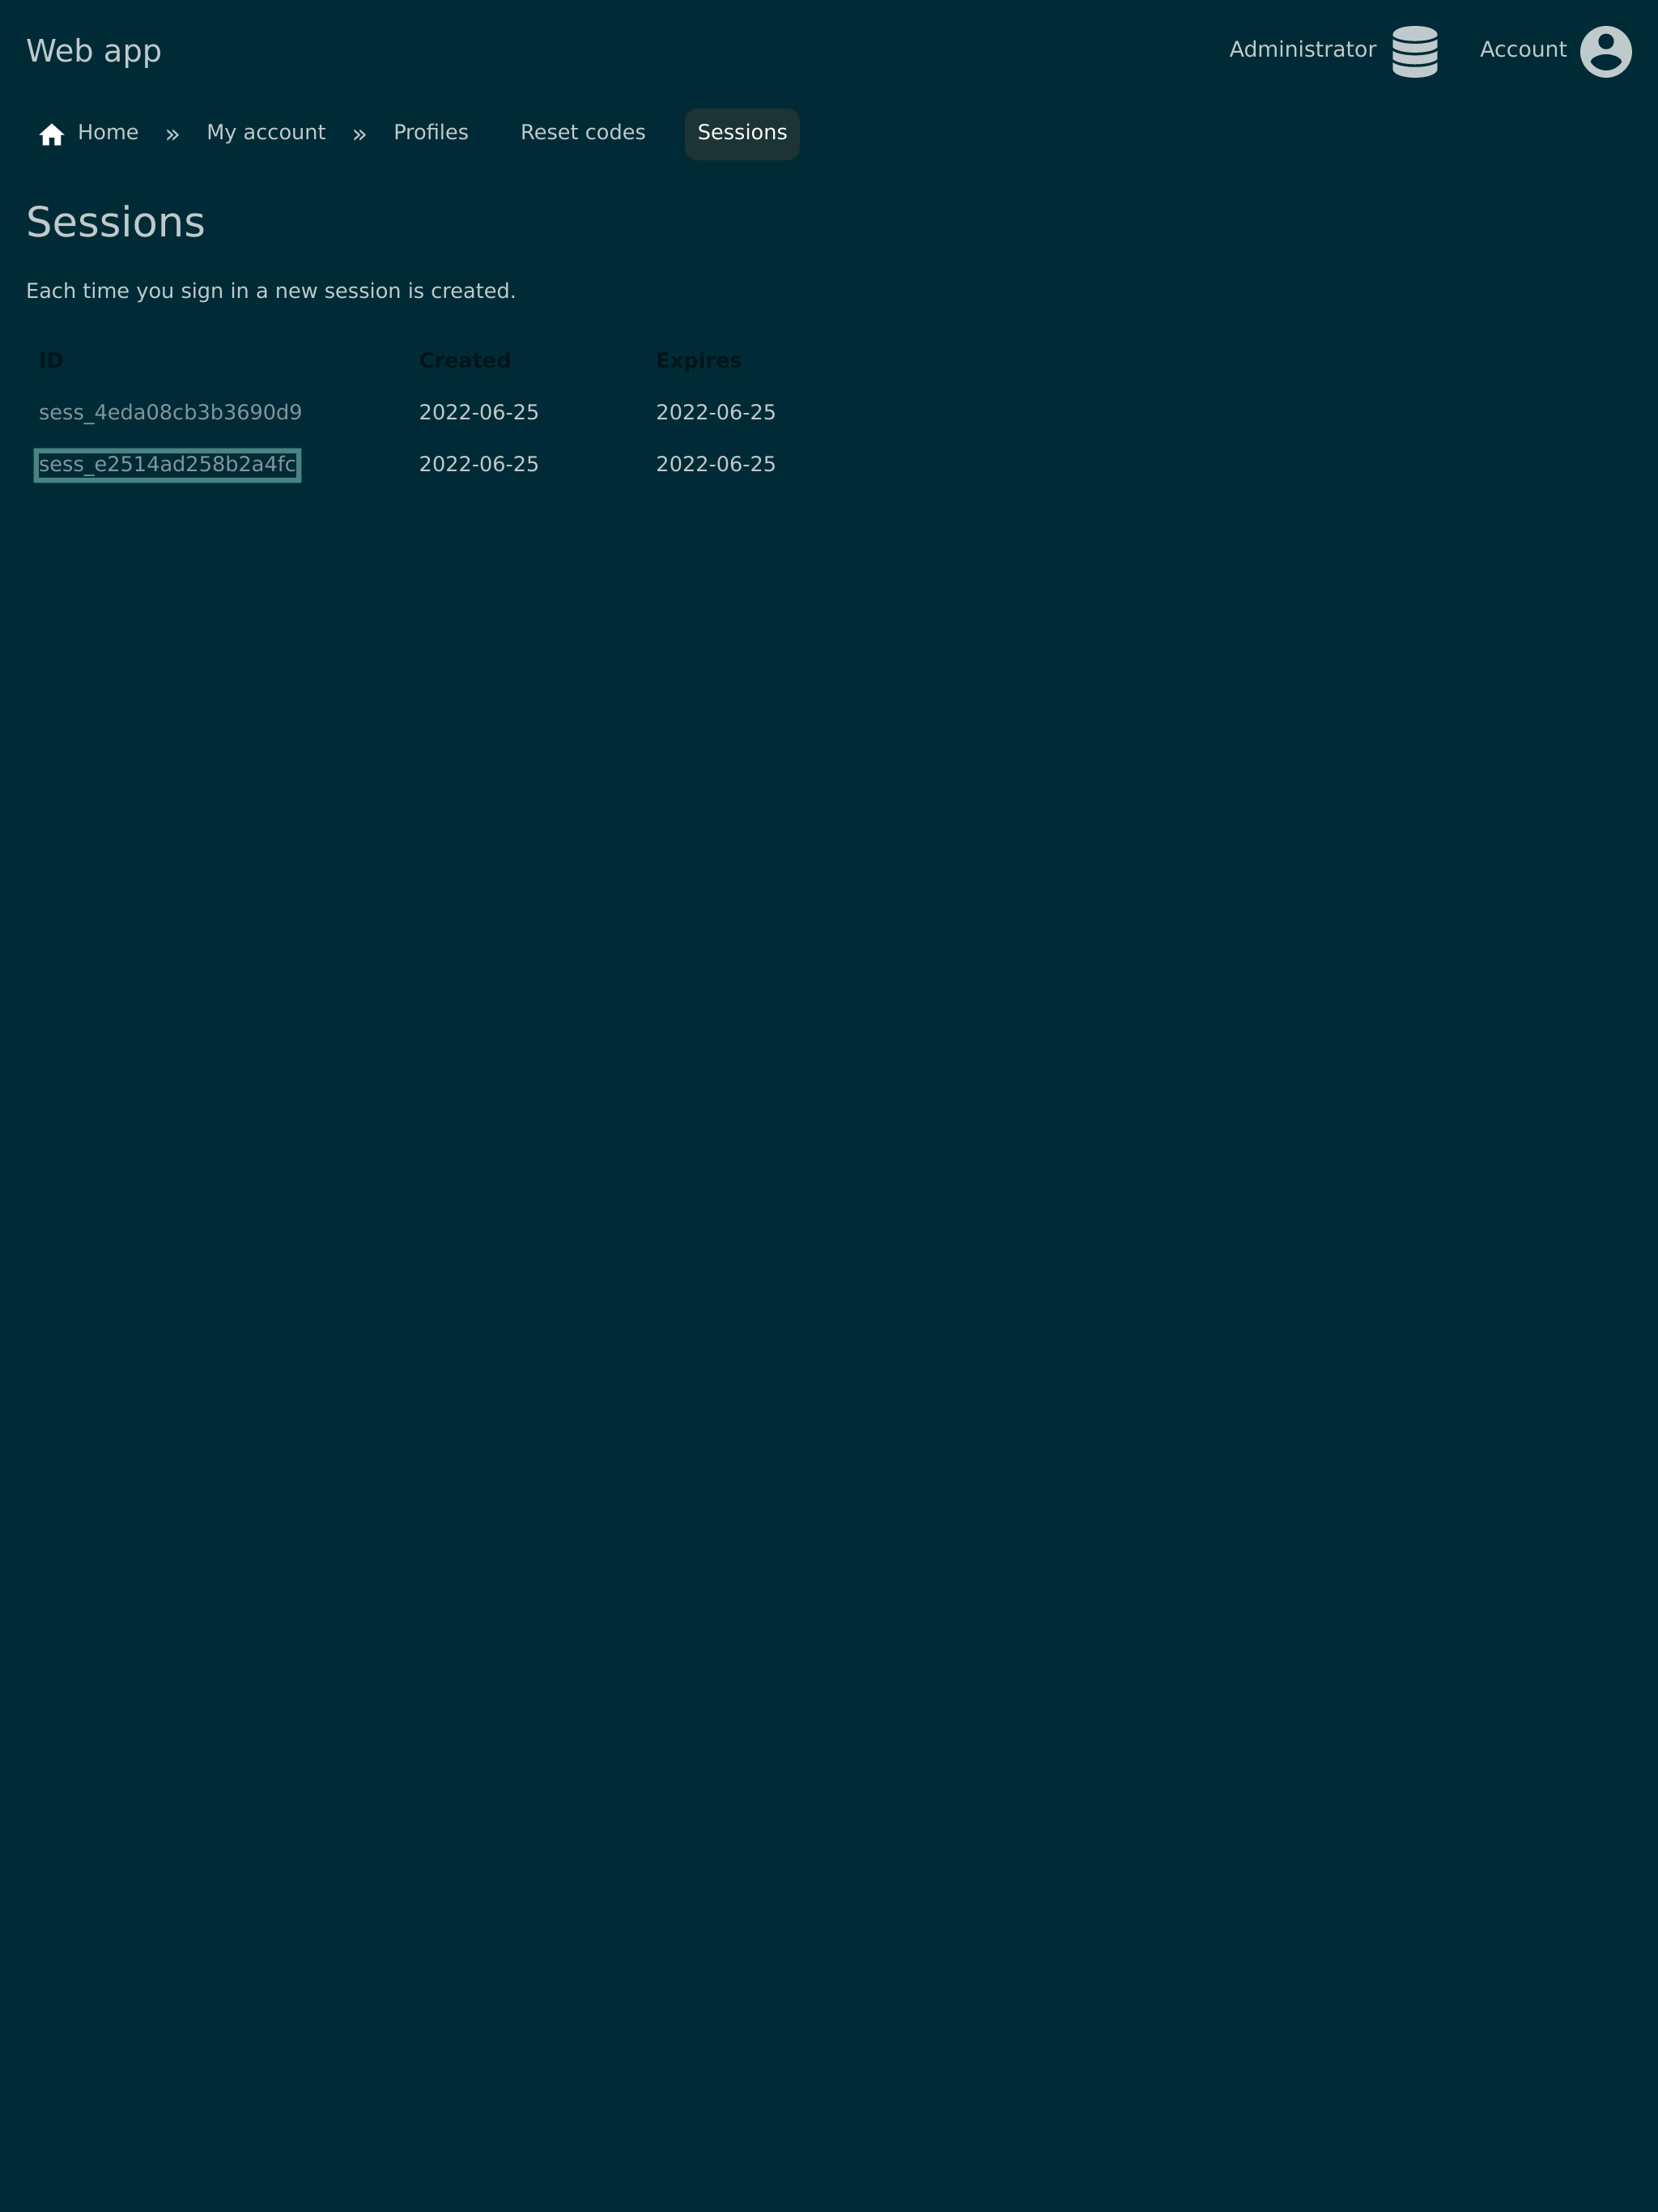 Web app
Administrator Account
Home » My account » Profiles Reset codes Sessions
Sessions
Each time you sign in a new session is created.
ID Created Expires
sess_4eda08cb3b3690d9 2022-06-25 2022-06-25
sess_e2514ad258b2a4fc 2022-06-25 2022-06-25